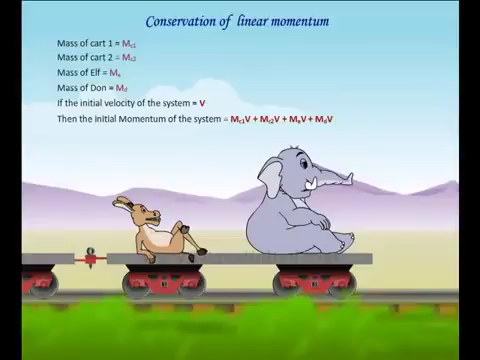 Conservation of linear momentum
Mass of cart 1 = Mc1
Mass of cart 2 = Mc2
Mass of Elf = Me
Mass of Don = Md
If the initial velocity of the system = V
Then the initial Momentum of the system = Mc1V + Mc2V + MeV + MdV